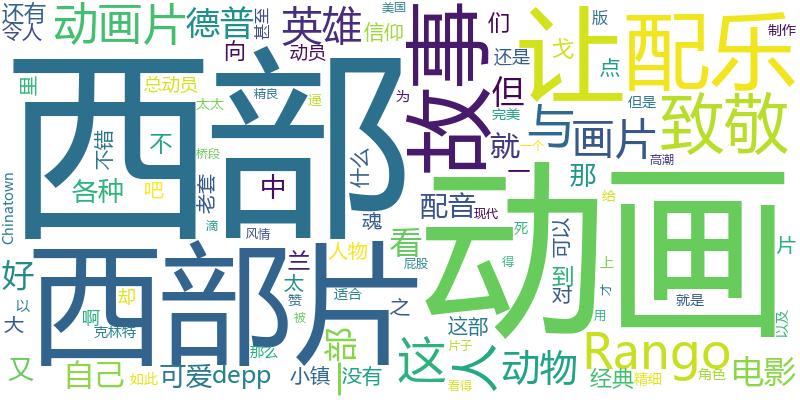 还有
令人
动画片
德普
甚至
美国
英雄
信仰
们
版
制作
向
动员
还是
戈
点
里
总动员
但
让
配乐
西部
故事
太太
精良
逼
为
完美
但是
致敬
不错
不
与
画片
桥段
就
一个
高潮
Chinatown
各种
吧
老套
中
什么
一
那
滴
魂
配音
现代
给
动画
风情
西部片
人物
兰
看
死
对
可以
片
好
却
太
屁股
得
到
上
以
赞
适合
之
大
啊
被
才
就是
克林特
这部
用
以及
部
这
人
Rango
又
自己
如此
那么
片子
可爱
depp
小镇
没有
动物
看得
经典
精细
角色
电影